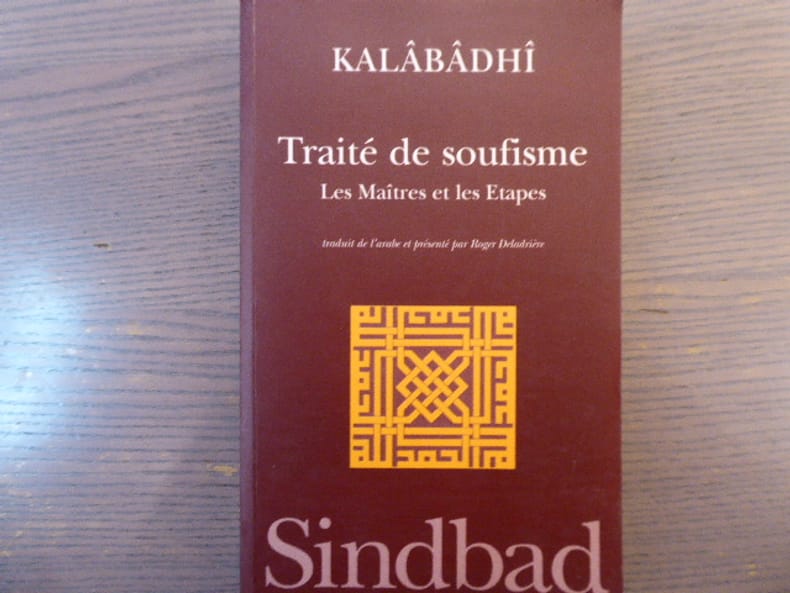 KALÂBÂDHÎ
Traité de soufisme
Les Maîtres et les Etapes
traduit de l'arabe et présenté par Roger Deladrière
Sindbad